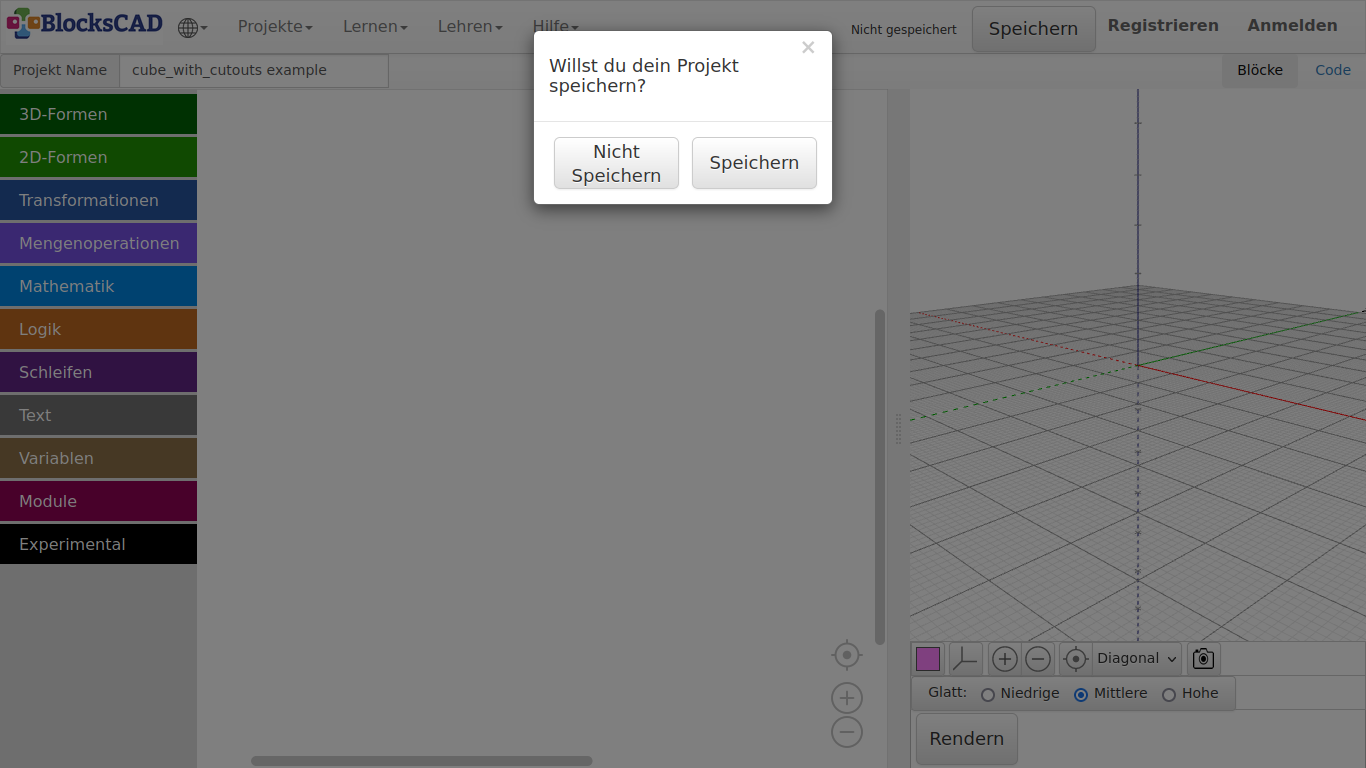 BlocksCAD
Projekte
Lernen
Lehren
Hilfe
Nicht gespeichert
Speichern
Registrieren
Anmelden
Projekt Name
cube_with_cutouts example
Blöcke
Code
×
Willst du dein Projekt
speichern?
Nicht
Speichern
Speichern
3D-Formen
2D-Formen
Transformationen
Mengenoperationen
Mathematik
Logik
Schleifen
Text
Variablen
Module
Experimental
Diagonal
Glatt:
Niedrige
Mittlere
Hohe
Rendern